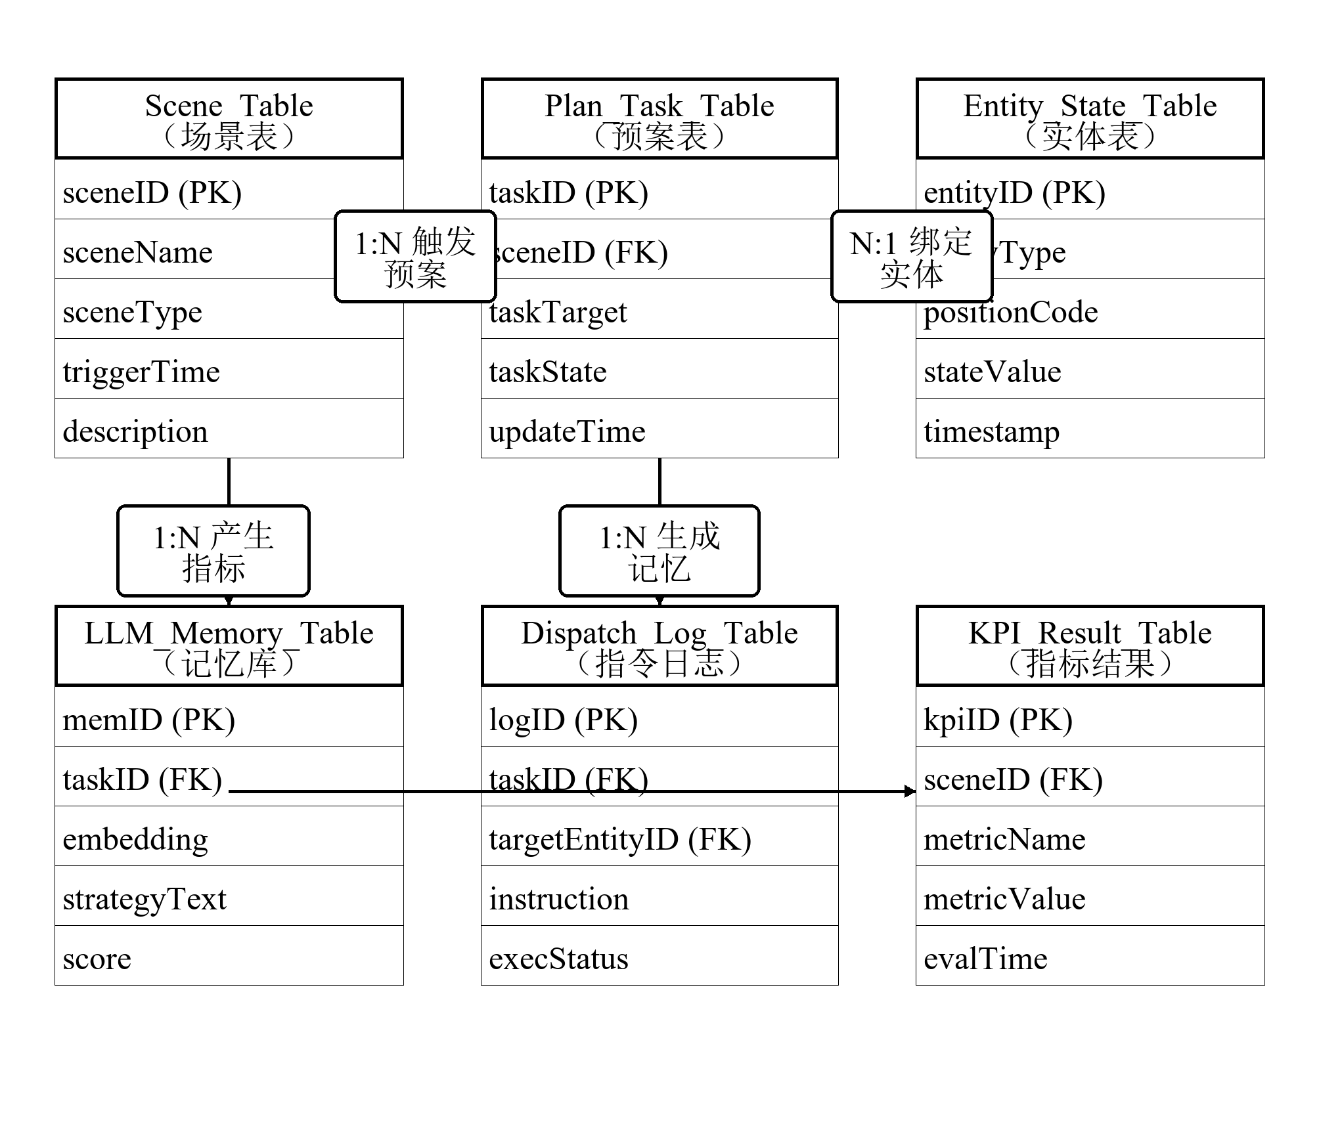 Scene_Table
（场景表）
sceneID (PK)
sceneName
sceneType
triggerTime
description
1:N 触发
预案
Plan_Task_Table
（预案表）
taskID (PK)
sceneID (FK)
taskTarget
taskState
updateTime
N:1 绑定
实体
Entity_State_Table
（实体表）
entityID (PK)
yType
positionCode
stateValue
timestamp
1:N 产生
指标
1:N 生成
记忆
LLM_Memory_Table
（记忆库）
memID (PK)
taskID (FK)
embedding
strategyText
score
Dispatch_Log_Table
（指令日志）
logID (PK)
taskID (FK)
targetEntityID (FK)
instruction
execStatus
KPI_Result_Table
（指标结果）
kpiID (PK)
sceneID (FK)
metricName
metricValue
evalTime